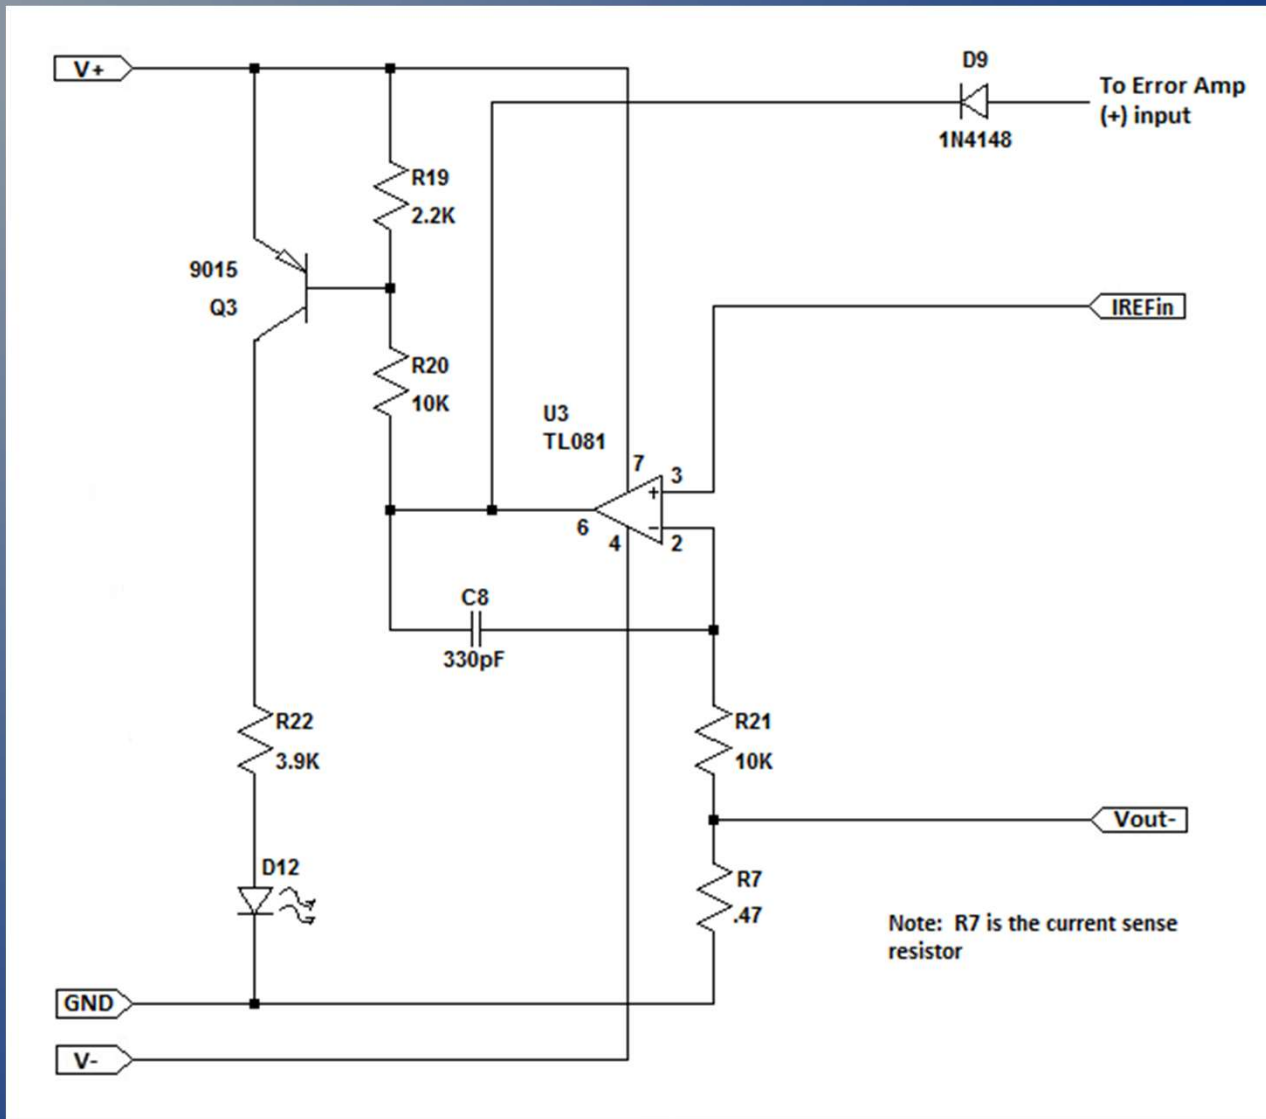 V+
D9
To Error Amp
(+) input
1N4148
R19
2.2K
9015
Q3
IREFin
R20
10K
U3
TL081
7
3
+
6
−
4
2
C8
330pF
R22
3.9K
R21
10K
Vout-
D12
R7
.47
Note: R7 is the current sense
resistor
GND
V-